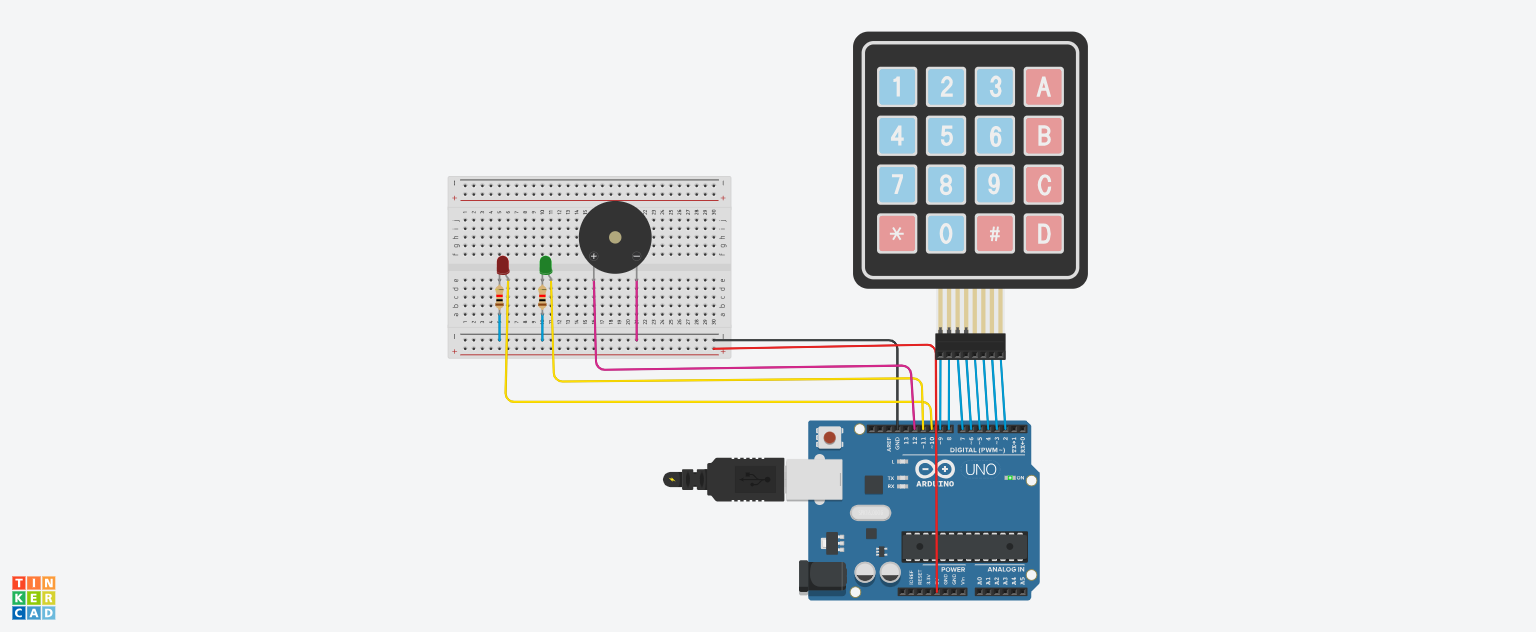 1 2 3 A
4 5 6 B
7 8 9 C
* 0 # D
+ −
a b c d e
f g h i j
AREF
GND
13
12
~11
~10
~9
8
7
~6
~5
4
~3
2
TX→1
RX←0
DIGITAL (PWM~)
L
TX
RX
UNO
ARDUINO
ON
POWER
ANALOG IN
IOREF
RESET
3.3V
GND
GND
Vin
A0
A1
A2
A3
A4
A5
TIN
KER
CAD